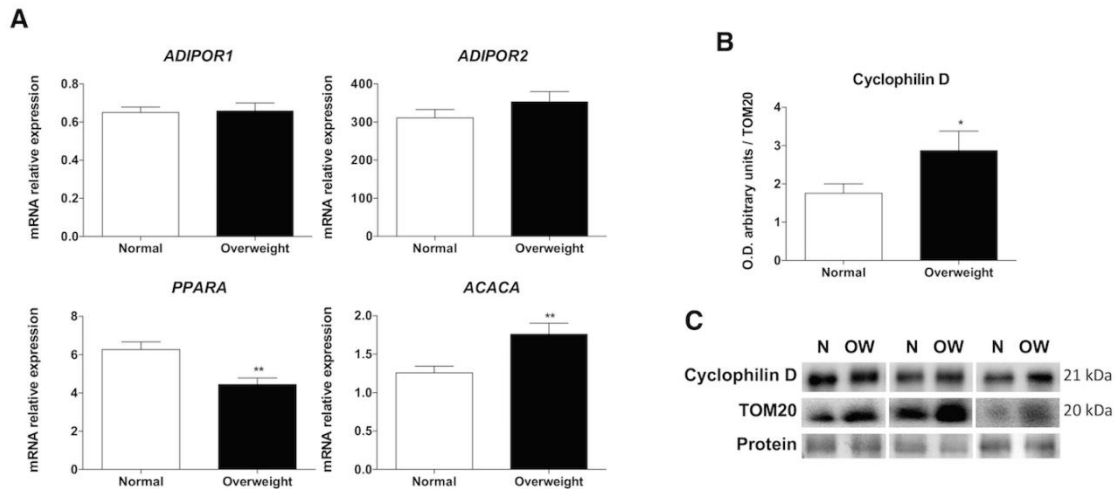 A
ADIPOR1
mRNA relative expression
0.8
0.6
0.4
0.2
0.0
Normal Overweight
ADIPOR2
mRNA relative expression
400
300
200
100
0
Normal Overweight
PPARA
mRNA relative expression
8
6
4
2
0
**
Normal Overweight
ACACA
mRNA relative expression
2.0
1.5
1.0
0.5
0.0
**
Normal Overweight
B
Cyclophilin D
O.D. arbitrary units / TOM20
4
3
2
1
0
*
Normal Overweight
C
N OW N OW N OW
Cyclophilin D 21 kDa
TOM20 20 kDa
Protein